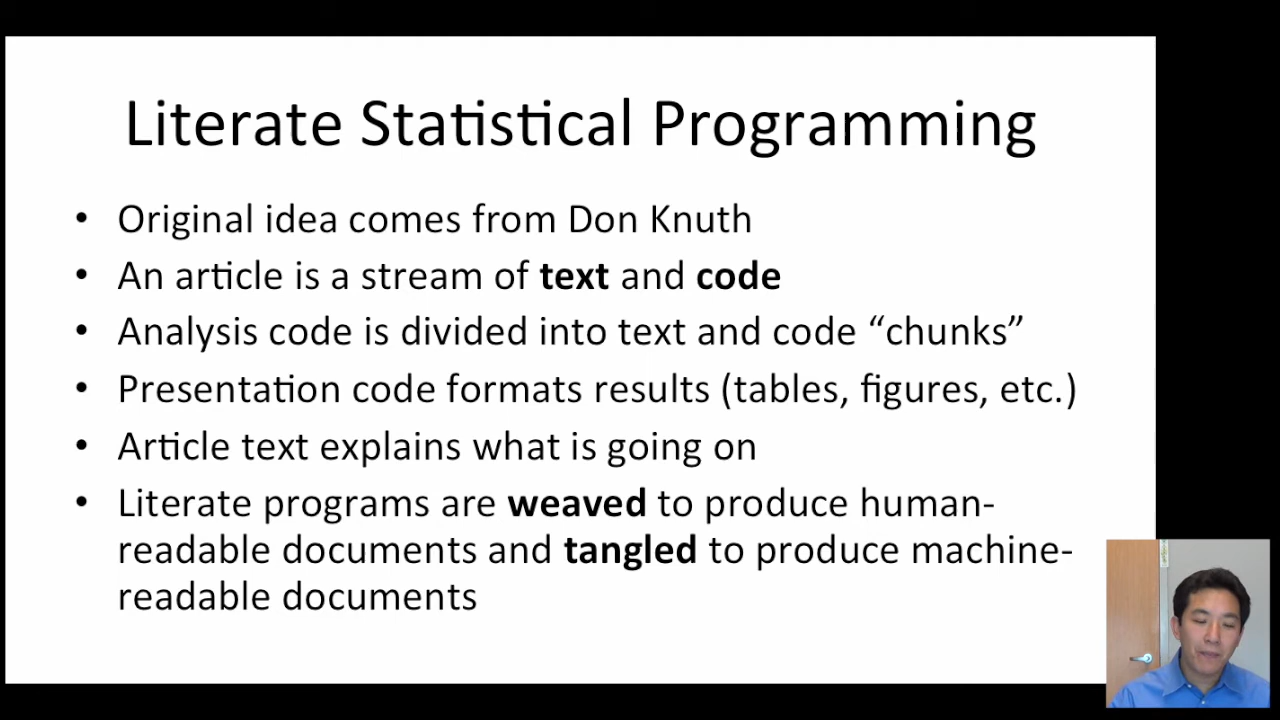 Literate Statistical Programming
• Original idea comes from Don Knuth
• An article is a stream of text and code
• Analysis code is divided into text and code “chunks”
• Presentation code formats results (tables, figures, etc.)
• Article text explains what is going on
• Literate programs are weaved to produce human-
readable documents and tangled to produce machine-
readable documents